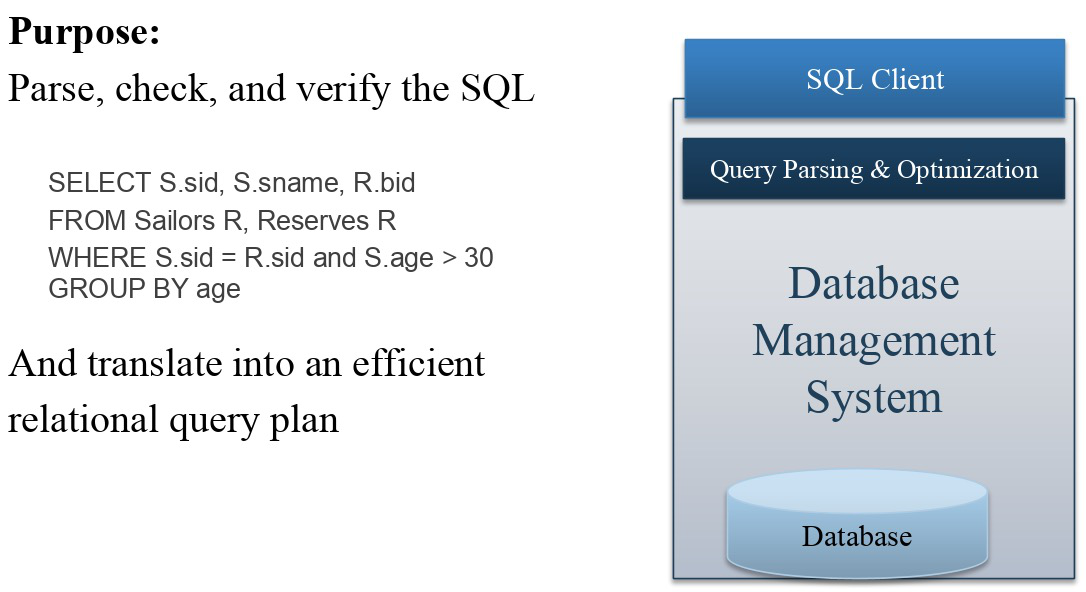 Purpose:
Parse, check, and verify the SQL
SELECT S.sid, S.sname, R.bid
FROM Sailors R, Reserves R
WHERE S.sid = R.sid and S.age > 30
GROUP BY age
And translate into an efficient
relational query plan
SQL Client
Query Parsing & Optimization
Database
Management
System
Database